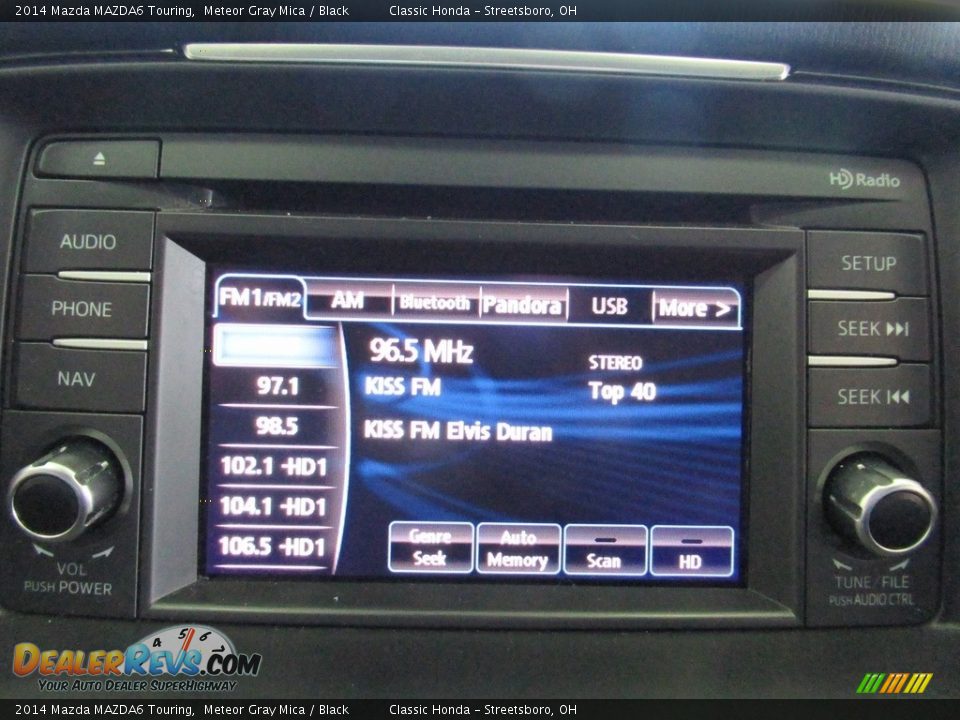 2014 Mazda MAZDA6 Touring, Meteor Gray Mica / Black Classic Honda - Streetsboro, OH
HD Radio
AUDIO
PHONE
NAV
SETUP
SEEK
SEEK
FM1/FM2 AM Bluetooth Pandora USB More >
97.1
98.5
102.1 -HD1
104.1 -HD1
106.5 -HD1
96.5 MHz
STEREO
KISS FM
Top 40
KISS FM Elvis Duran
Genre Seek
Auto Memory
Scan
HD
VOL
PUSH POWER
TUNE / FILE
PUSH AUDIO CTRL
4 5 6
DEALERREVS.COM
YOUR AUTO DEALER SUPERHIGHWAY
2014 Mazda MAZDA6 Touring, Meteor Gray Mica / Black Classic Honda - Streetsboro, OH